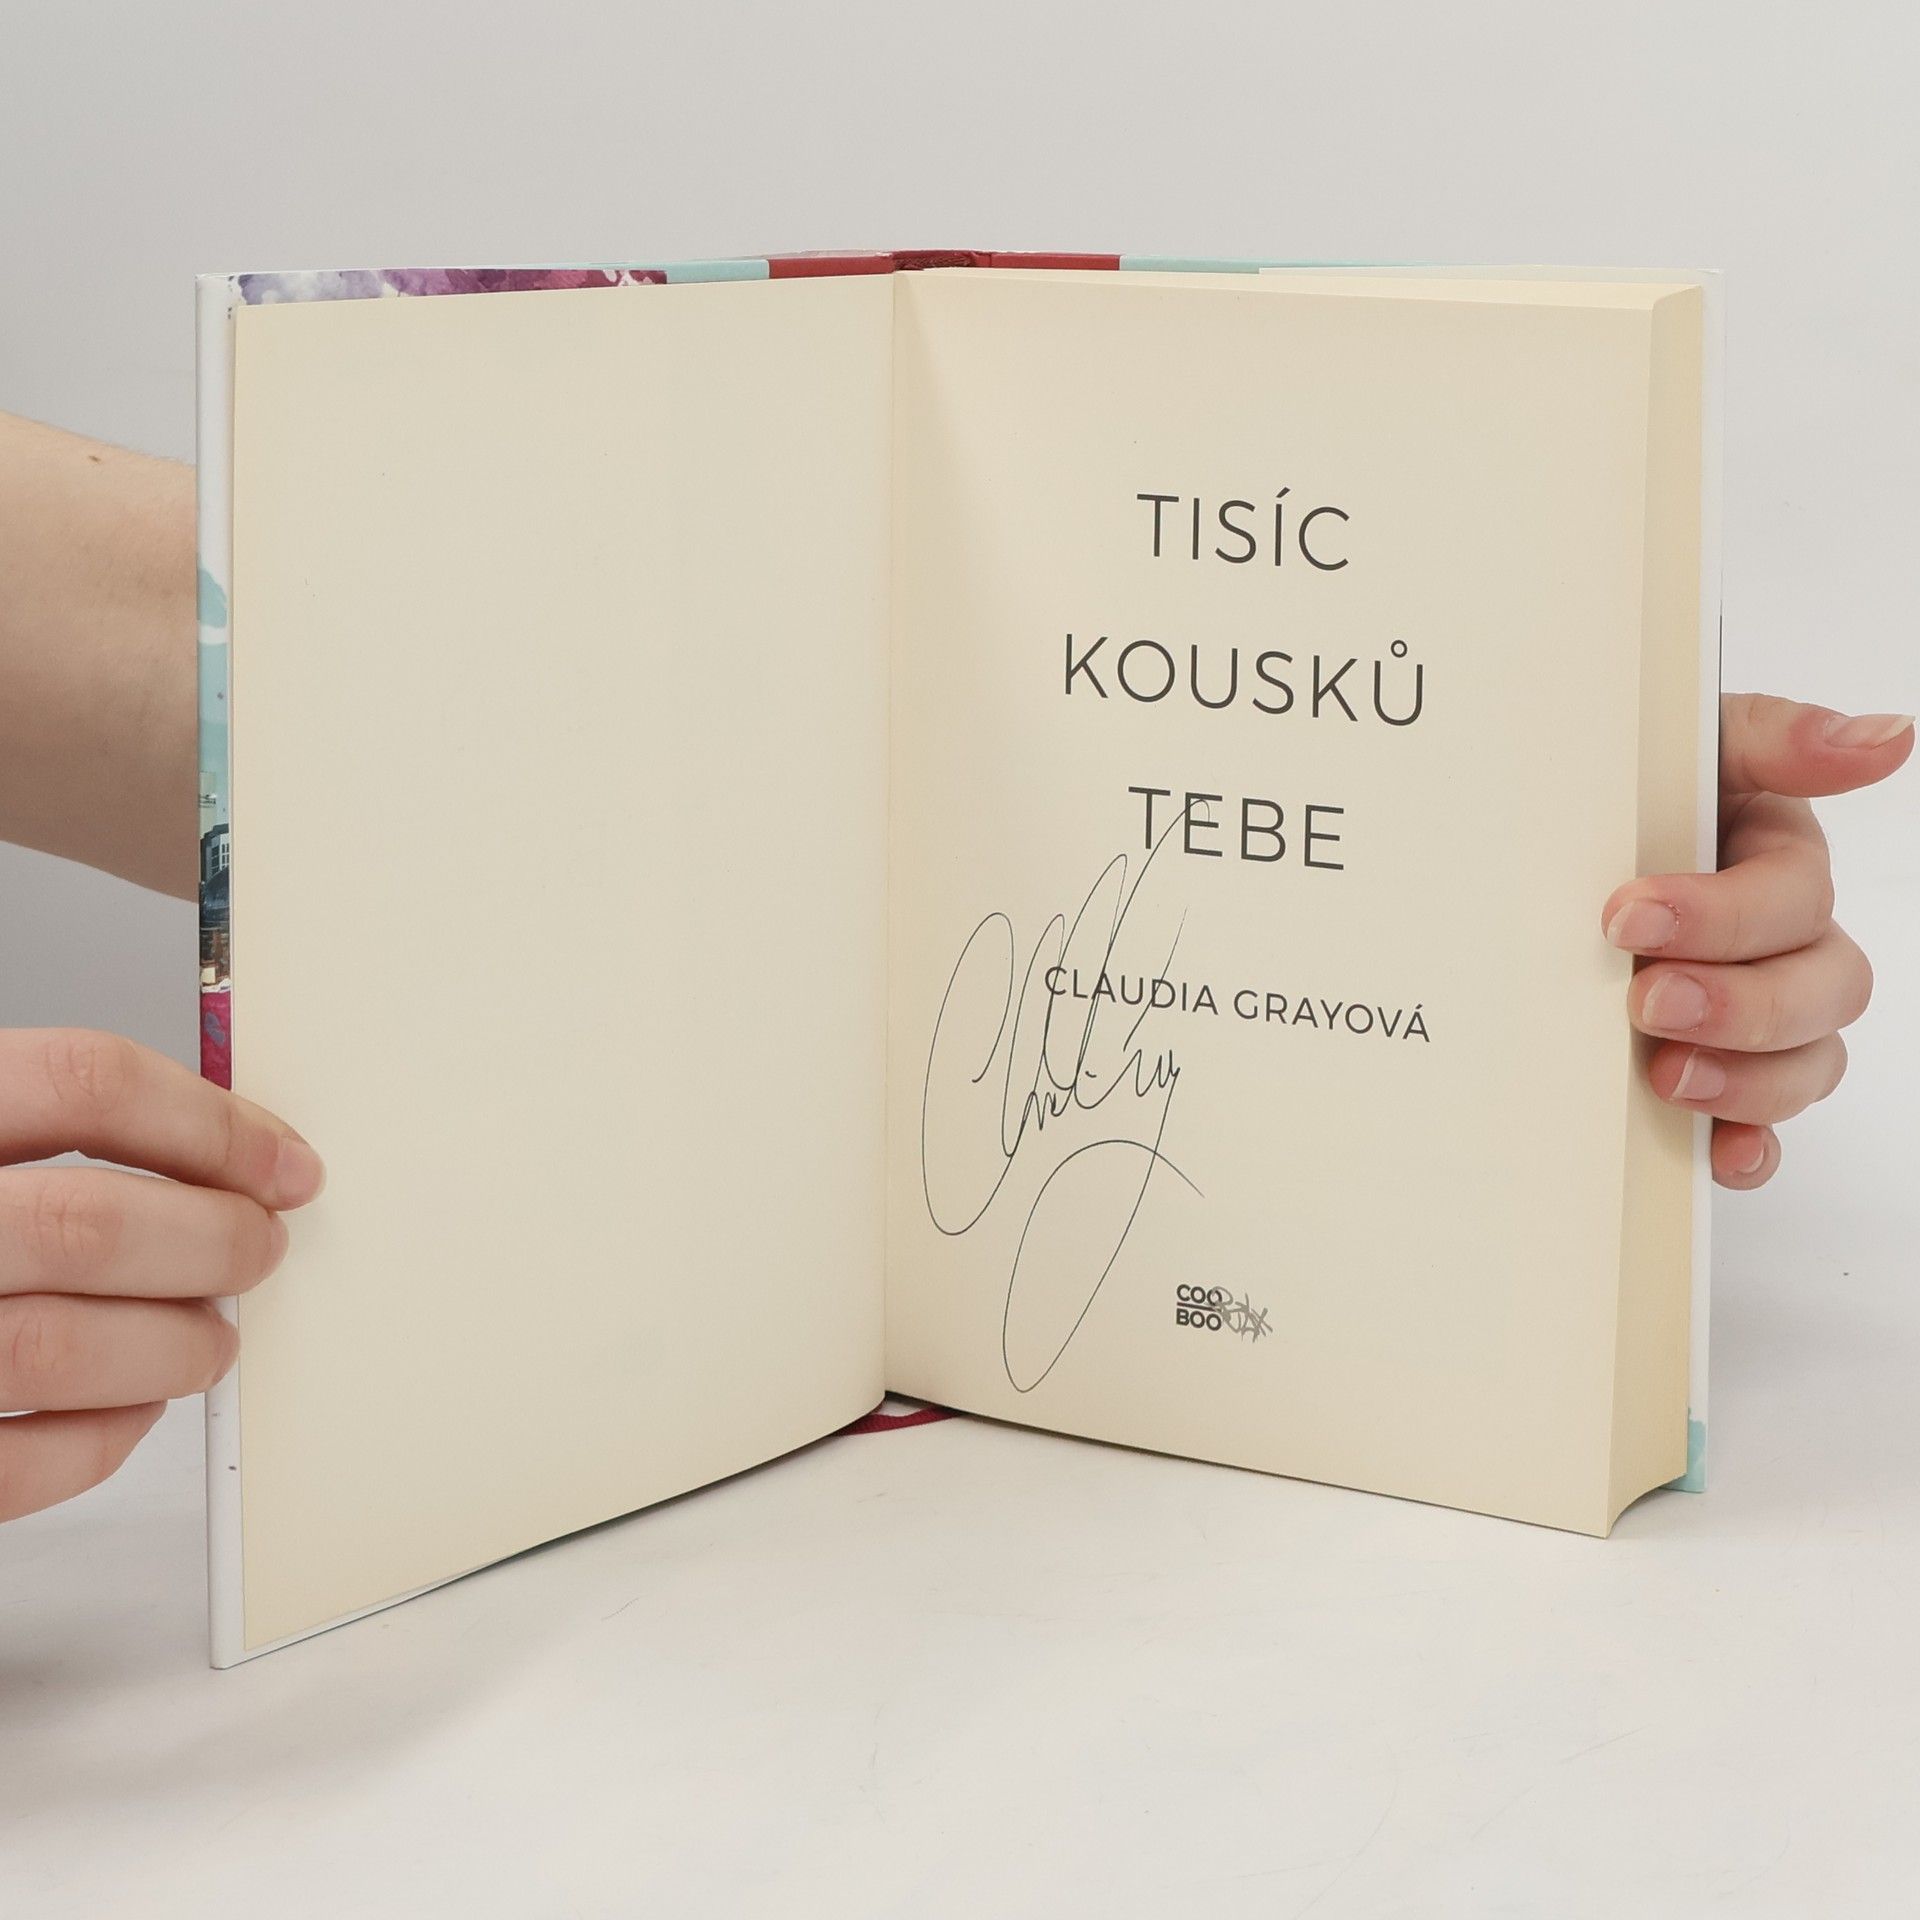 TISÍC
KOUSKŮ
TEBE
CLAUDIA GRAYOVÁ
COO
BOO